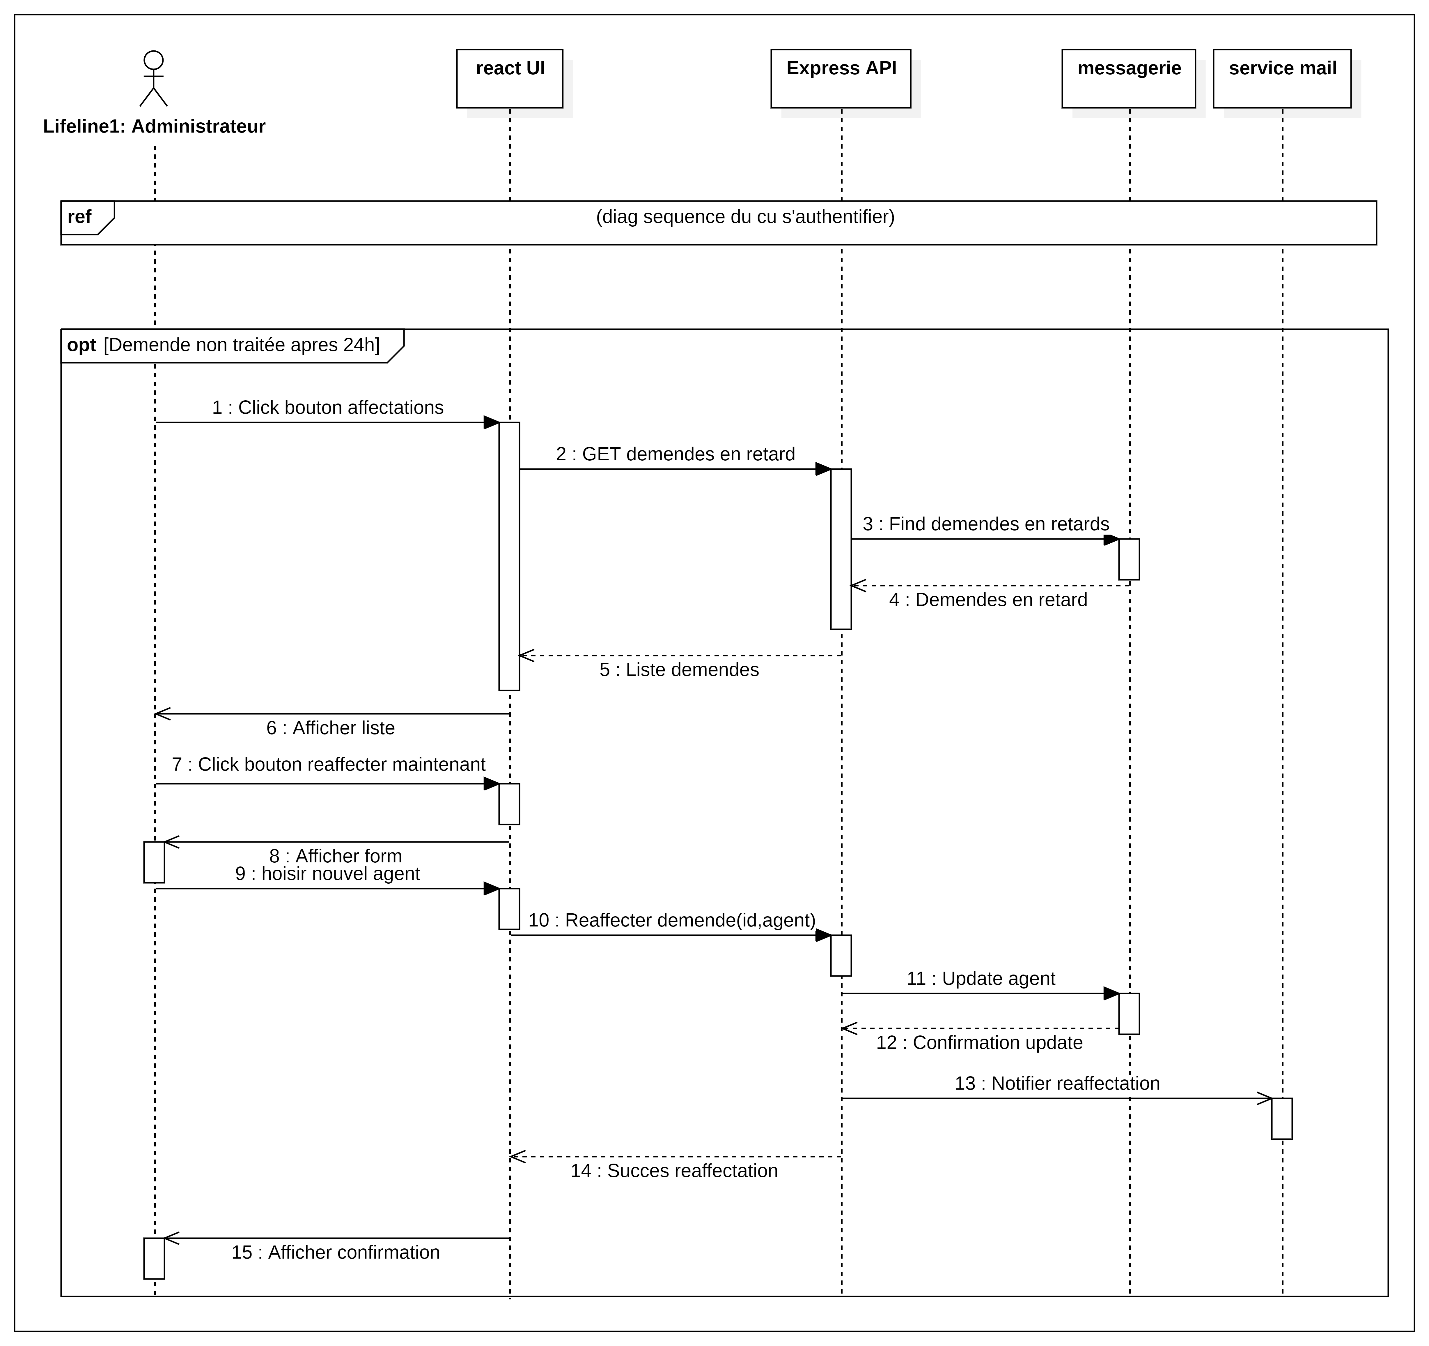 react UI
Express API
messagerie
service mail
Lifeline1: Administrateur
ref
(diag sequence du cu s'authentifier)
opt [Demende non traitée apres 24h]
1 : Click bouton affectations
2 : GET demendes en retard
3 : Find demendes en retards
4 : Demendes en retard
5 : Liste demendes
6 : Afficher liste
7 : Click bouton reaffecter maintenant
8 : Afficher form
9 : hoisir nouvel agent
10 : Reaffecter demende(id,agent)
11 : Update agent
12 : Confirmation update
13 : Notifier reaffectation
14 : Succes reaffectation
15 : Afficher confirmation